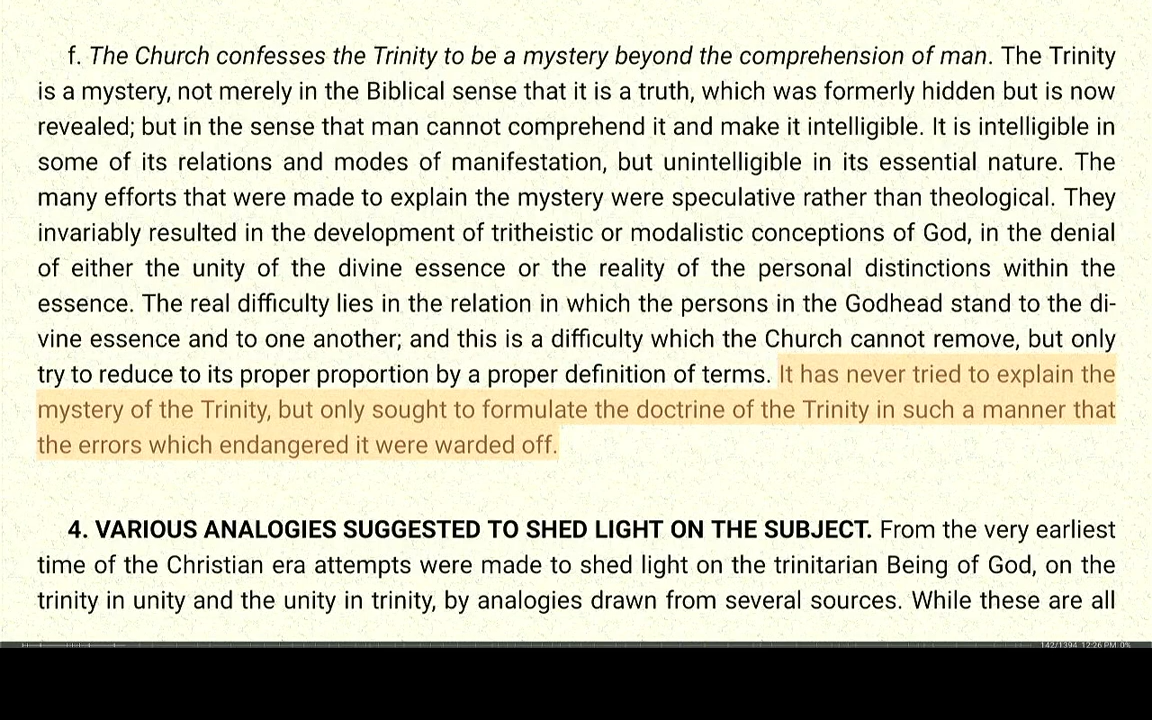 f. The Church confesses the Trinity to be a mystery beyond the comprehension of man. The Trinity
is a mystery, not merely in the Biblical sense that it is a truth, which was formerly hidden but is now
revealed; but in the sense that man cannot comprehend it and make it intelligible. It is intelligible in
some of its relations and modes of manifestation, but unintelligible in its essential nature. The
many efforts that were made to explain the mystery were speculative rather than theological. They
invariably resulted in the development of tritheistic or modalistic conceptions of God, in the denial
of either the unity of the divine essence or the reality of the personal distinctions within the
essence. The real difficulty lies in the relation in which the persons in the Godhead stand to the di-
vine essence and to one another; and this is a difficulty which the Church cannot remove, but only
try to reduce to its proper proportion by a proper definition of terms. It has never tried to explain the
mystery of the Trinity, but only sought to formulate the doctrine of the Trinity in such a manner that
the errors which endangered it were warded off.
4. VARIOUS ANALOGIES SUGGESTED TO SHED LIGHT ON THE SUBJECT. From the very earliest
time of the Christian era attempts were made to shed light on the trinitarian Being of God, on the
trinity in unity and the unity in trinity, by analogies drawn from several sources. While these are all
142/1394 12:26 PM 0%